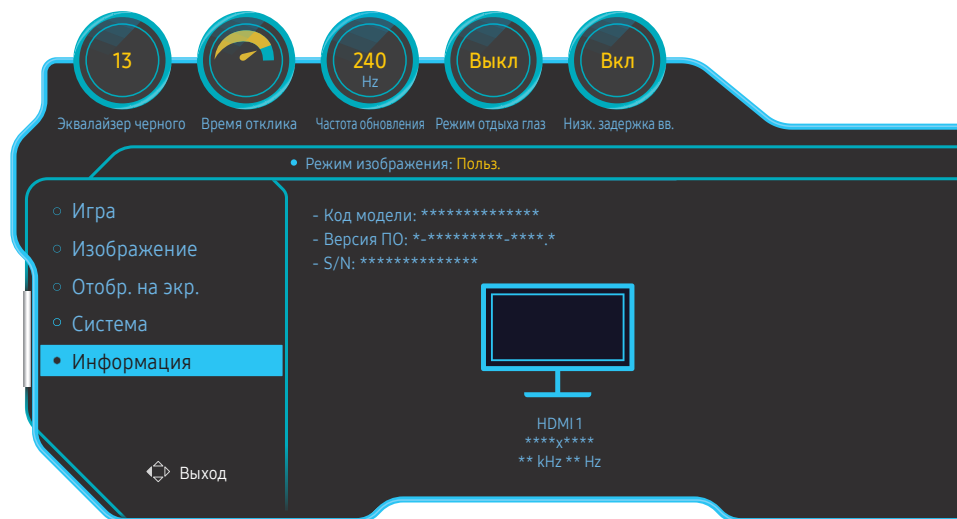 13
240
Hz
Выкл
Вкл
Эквалайзер черного
Время отклика
Частота обновления
Режим отдыха глаз
Низк. задержка вв.
• Режим изображения: Польз.
Игра
Изображение
Отобр. на экр.
Система
Информация
- Код модели: **************
- Версия ПО: *-*********-****.*
- S/N: **************
HDMI 1
****x****
** kHz ** Hz
Выход